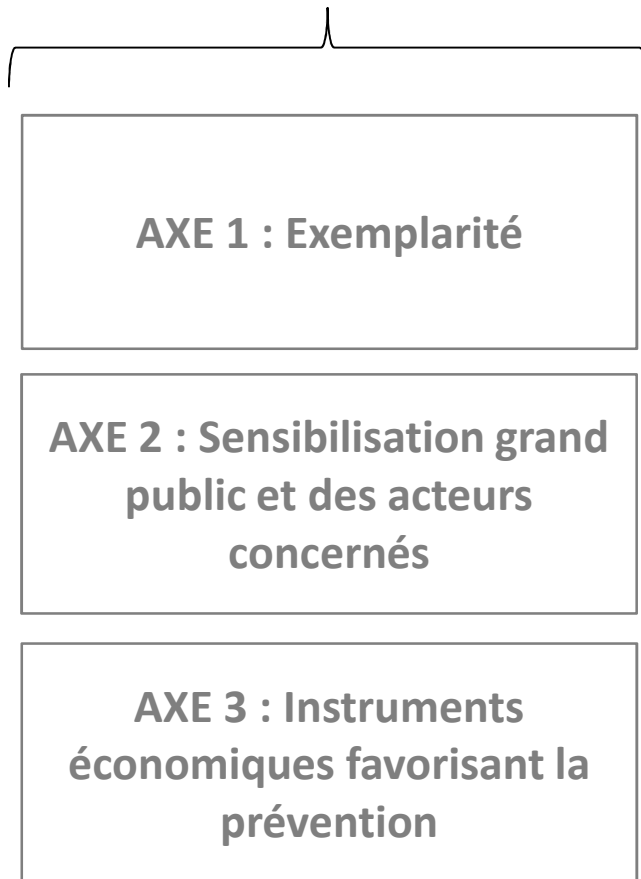 AXE 1 : Exemplarité
AXE 2 : Sensibilisation grand
public et des acteurs
concernés
AXE 3 : Instruments
économiques favorisant la
prévention